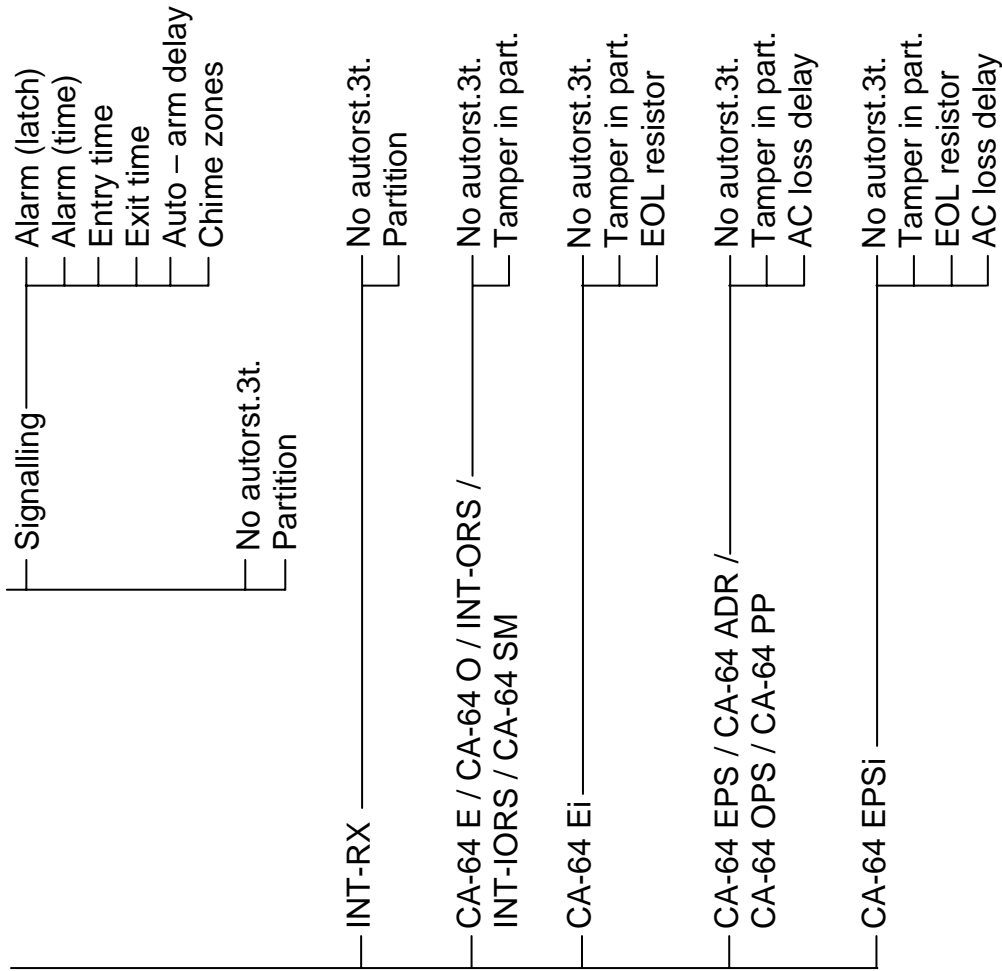 Signalling
Alarm (latch)
Alarm (time)
Entry time
Exit time
Auto – arm delay
Chime zones
No autorst.3t.
Partition
INT-RX
No autorst.3t.
Partition
CA-64 E / CA-64 O / INT-ORS /
INT-IORS / CA-64 SM
No autorst.3t.
Tamper in part.
CA-64 Ei
No autorst.3t.
Tamper in part.
EOL resistor
CA-64 EPS / CA-64 ADR /
CA-64 OPS / CA-64 PP
No autorst.3t.
Tamper in part.
AC loss delay
CA-64 EPSi
No autorst.3t.
Tamper in part.
EOL resistor
AC loss delay